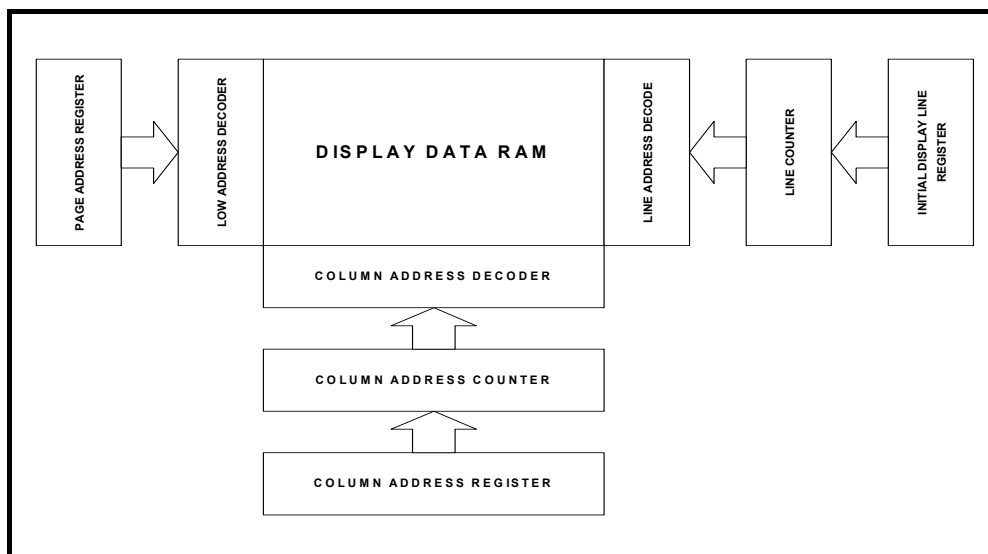 PAGE ADDRESS REGISTER
LOW ADDRESS DECODER
DISPLAY DATA RAM
LINE ADDRESS DECODE
LINE COUNTER
INITIAL DISPLAY LINE
REGISTER
COLUMN ADDRESS DECODER
COLUMN ADDRESS COUNTER
COLUMN ADDRESS REGISTER